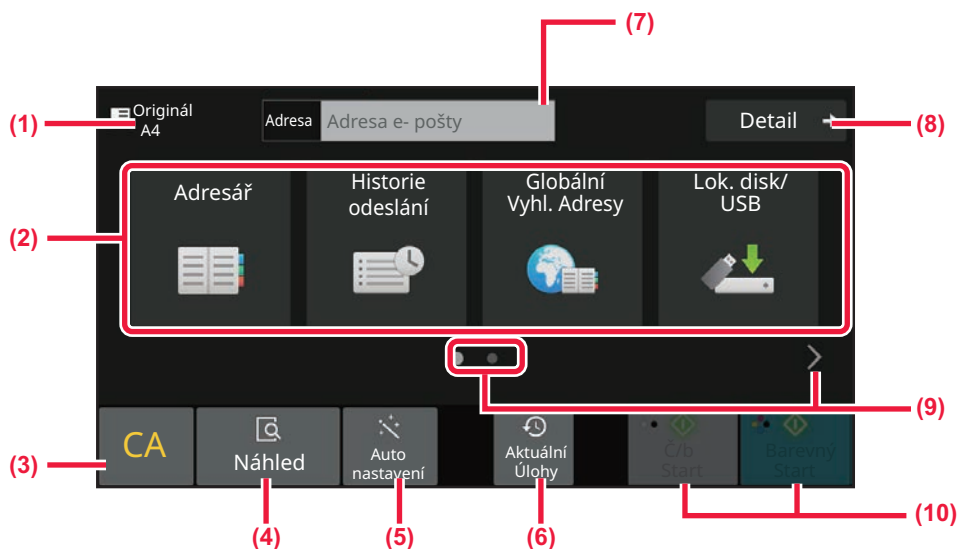 (7)
(1)
Originál
A4
Adresa
Adresa e- pošty
Detail
(8)
(2)
Adresář
Historie
odeslání
Globální
Vyhl. Adresy
Lok. disk/
USB
(9)
(3)
CA
Náhled
Auto
nastavení
Aktuální
Úlohy
Č/b
Start
Barevný
Start
(10)
(4)
(5)
(6)